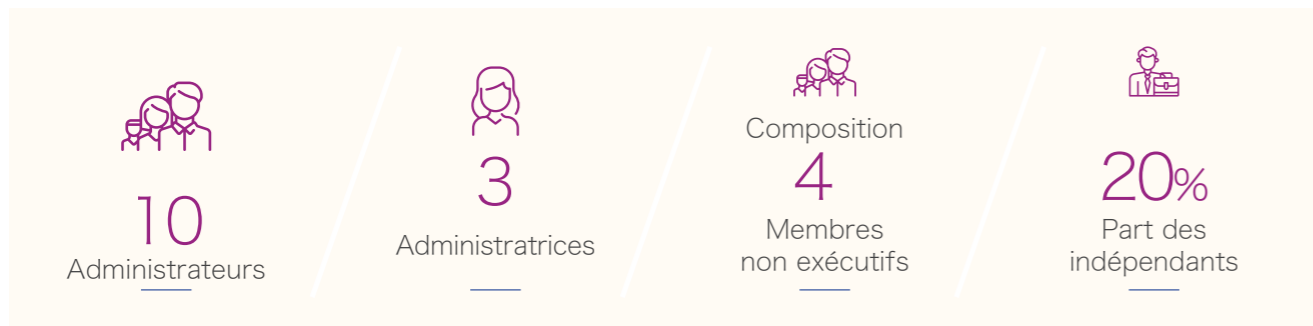 10
Administrateurs
3
Administratrices
Composition
4
Membres
non exécutifs
20%
Part des
indépendants